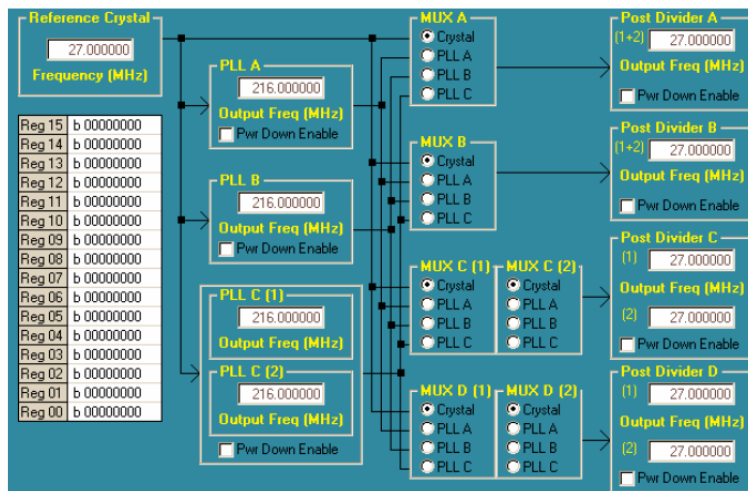 Reference Crystal
27.000000
Frequency (MHz)
Reg 15 b 00000000
Reg 14 b 00000000
Reg 13 b 00000000
Reg 12 b 00000000
Reg 11 b 00000000
Reg 10 b 00000000
Reg 09 b 00000000
Reg 08 b 00000000
Reg 07 b 00000000
Reg 06 b 00000000
Reg 05 b 00000000
Reg 04 b 00000000
Reg 03 b 00000000
Reg 02 b 00000000
Reg 01 b 00000000
Reg 00 b 00000000
PLL A
216.000000
Output Freq (MHz)
Pwr Down Enable
PLL B
216.000000
Output Freq (MHz)
Pwr Down Enable
PLL C (1)
216.000000
Output Freq (MHz)
PLL C (2)
216.000000
Output Freq (MHz)
Pwr Down Enable
MUX A
Crystal
PLL A
PLL B
PLL C
MUX B
Crystal
PLL A
PLL B
PLL C
MUX C (1)
Crystal
PLL A
PLL B
PLL C
MUX C (2)
Crystal
PLL A
PLL B
PLL C
MUX D (1)
Crystal
PLL A
PLL B
PLL C
MUX D (2)
Crystal
PLL A
PLL B
PLL C
Post Divider A
(1+2) 27.000000
Output Freq (MHz)
Pwr Down Enable
Post Divider B
(1+2) 27.000000
Output Freq (MHz)
Pwr Down Enable
Post Divider C
(1) 27.000000
Output Freq (MHz)
(2) 27.000000
Pwr Down Enable
Post Divider D
(1) 27.000000
Output Freq (MHz)
(2) 27.000000
Pwr Down Enable